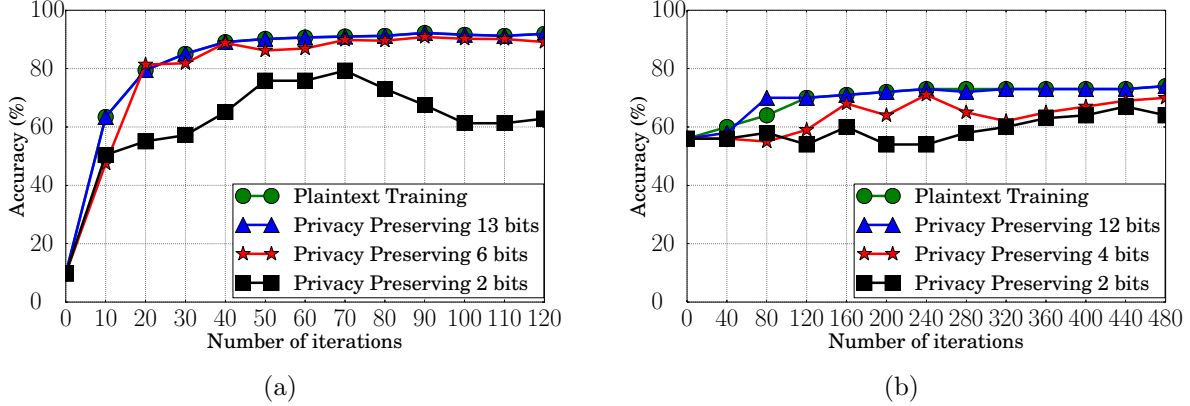 100
80
60
40
20
0
Accuracy (%)
0 10 20 30 40 50 60 70 80 90 100 110 120
Number of iterations
Plaintext Training
Privacy Preserving 13 bits
Privacy Preserving 6 bits
Privacy Preserving 2 bits
(a)
100
80
60
40
20
0
Accuracy (%)
0 40 80 120 160 200 240 280 320 360 400 440 480
Number of iterations
Plaintext Training
Privacy Preserving 12 bits
Privacy Preserving 4 bits
Privacy Preserving 2 bits
(b)